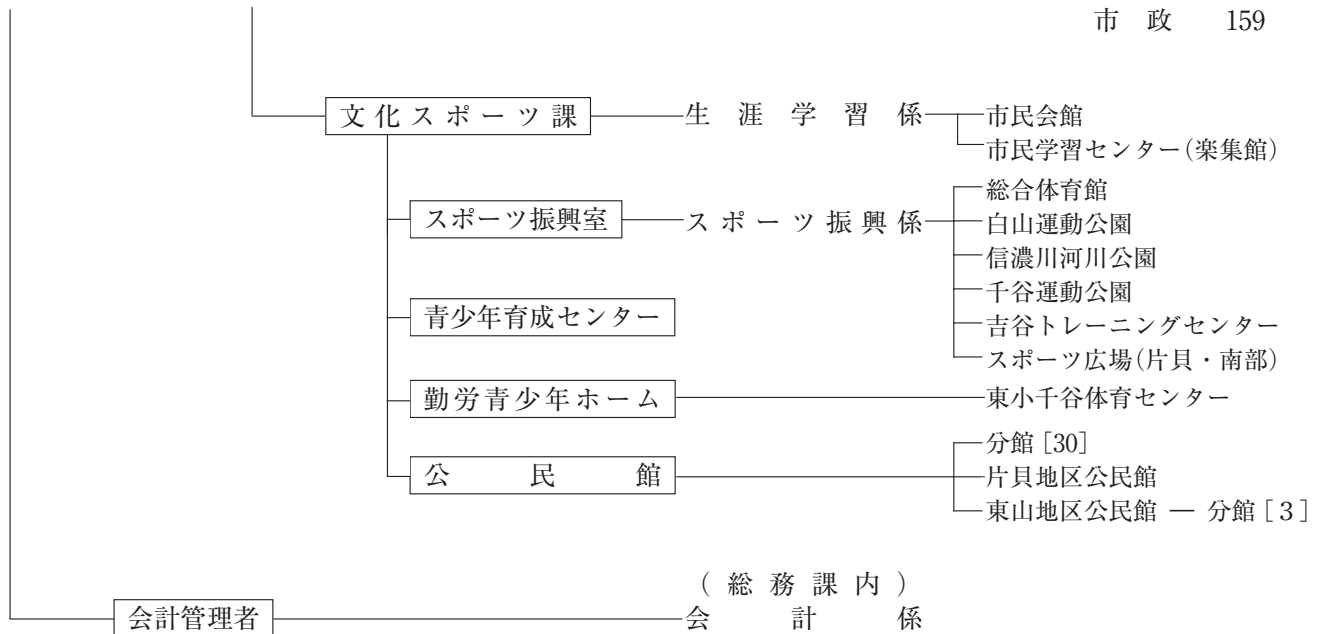 市政 159
文化スポーツ課 生涯学習係 市民会館
市民学習センター(楽集館)
総合体育館
スポーツ振興室 スポーツ振興係 白山運動公園
信濃川河川公園
千谷運動公園
青少年育成センター
吉谷トレーニングセンター
スポーツ広場(片貝・南部)
勤労青少年ホーム 東小千谷体育センター
分館[30]
公民館 片貝地区公民館
東山地区公民館 ― 分館[3]
(総務課内)
会計管理者 会計係